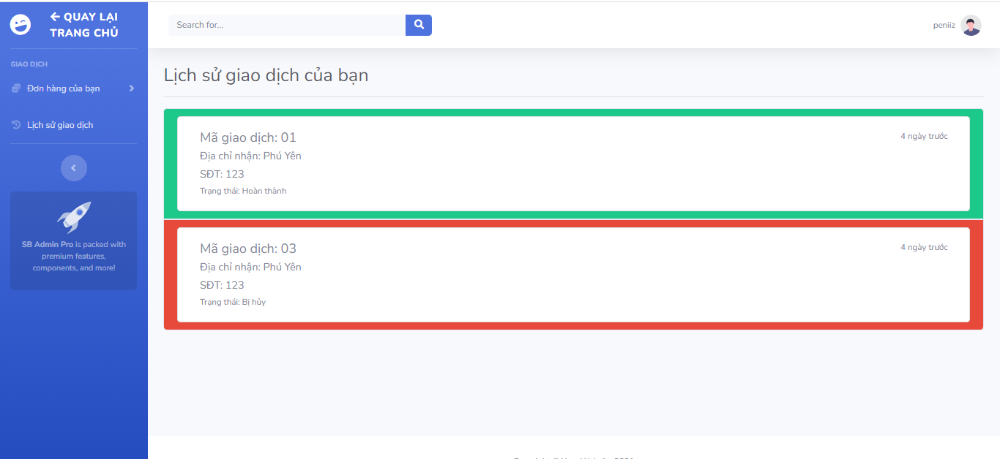 ← QUAY LẠI
TRANG CHỦ
Search for...
peniiz
GIAO DỊCH
Đơn hàng của bạn
Lịch sử giao dịch
SB Admin Pro is packed with
premium features,
components, and more!
Lịch sử giao dịch của bạn
Mã giao dịch: 01
4 ngày trước
Địa chỉ nhận: Phú Yên
SĐT: 123
Trạng thái: Hoàn thành
Mã giao dịch: 03
4 ngày trước
Địa chỉ nhận: Phú Yên
SĐT: 123
Trạng thái: Bị hủy